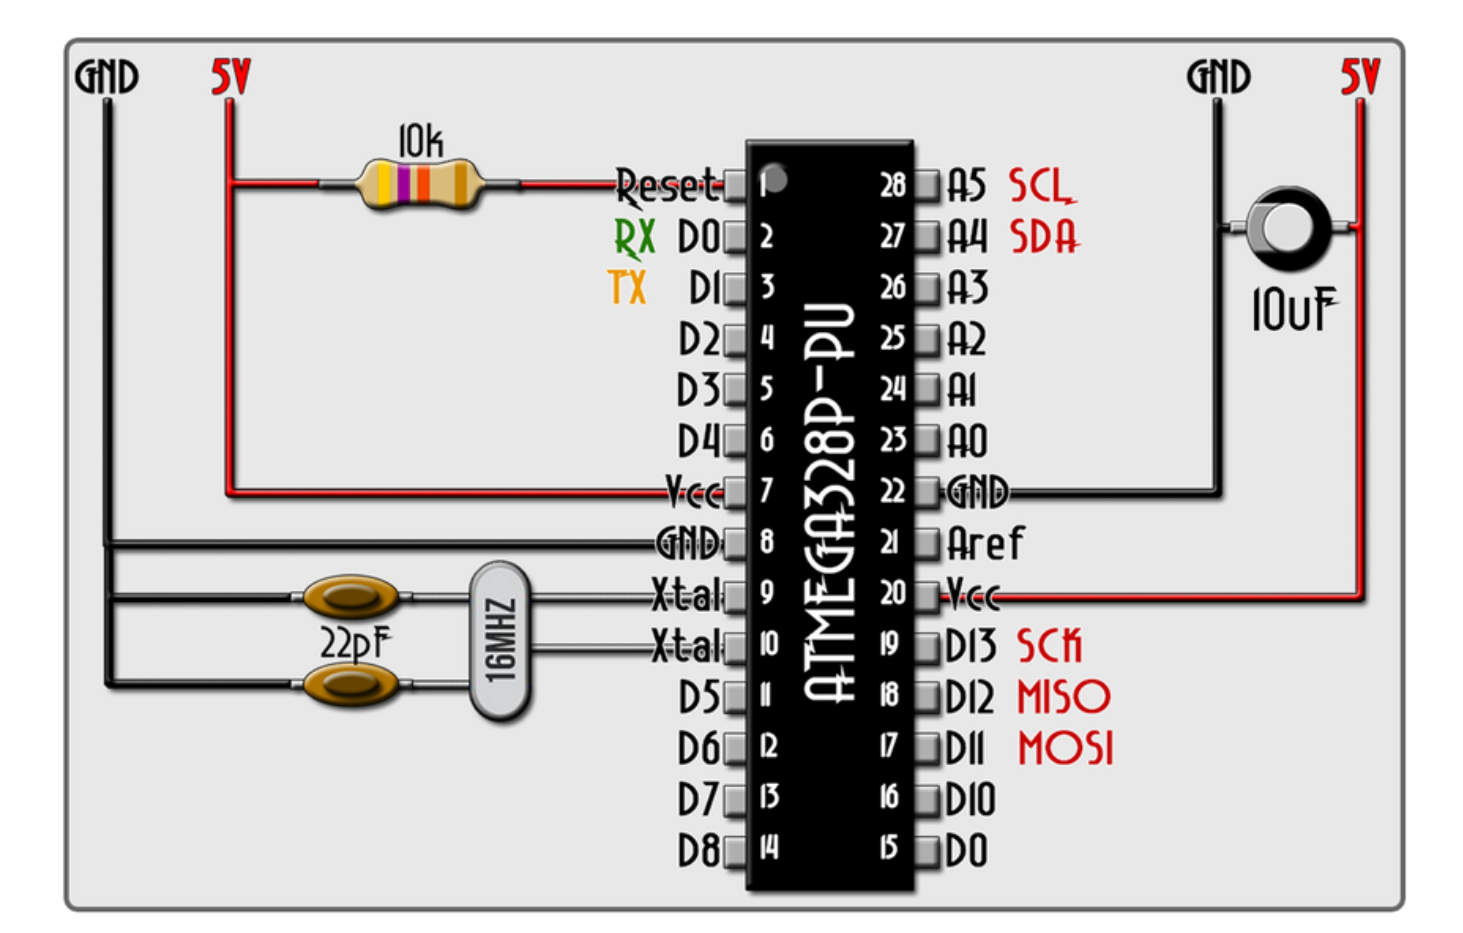 GND 5V GND 5V
10k
Reset 1 28 A5 SCL
RX D0 2 27 A4 SDA
TX D1 3 26 A3
10uF
D2 4 25 A2
D3 5 24 A1
D4 6 23 A0
Vcc 7 22 GND
GND 8 21 Aref
Xtal 9 20 Vcc
22pF
16MHZ
Xtal 10 19 D13 SCK
D5 11 18 D12 MISO
D6 12 17 D11 MOSI
D7 13 16 D10
D8 14 15 D0
ATMEGA328P-PU